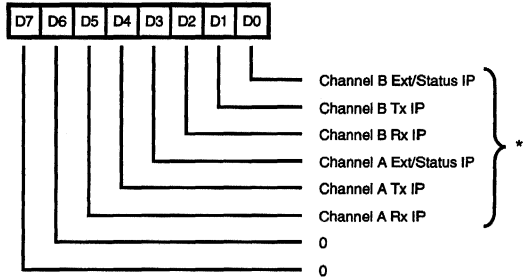 D7 D6 D5 D4 D3 D2 D1 D0
Channel B Ext/Status IP
Channel B Tx IP
Channel B Rx IP
Channel A Ext/Status IP
*
Channel A Tx IP
Channel A Rx IP
0
0